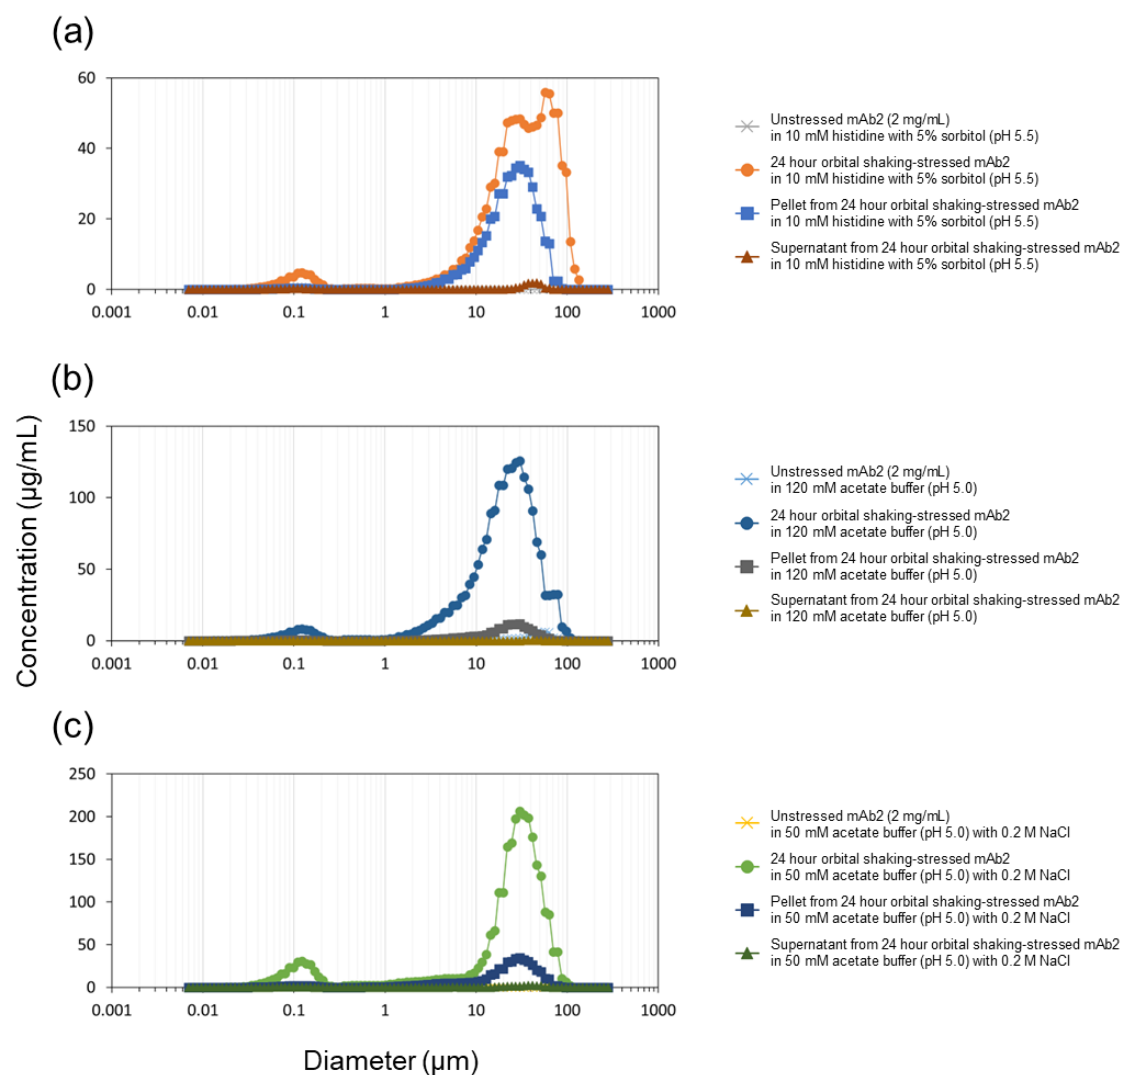 (a)
60
40
20
0
0.001 0.01 0.1 1 10 100 1000
Unstressed mAb2 (2 mg/mL)
in 10 mM histidine with 5% sorbitol (pH 5.5)
24 hour orbital shaking-stressed mAb2
in 10 mM histidine with 5% sorbitol (pH 5.5)
Pellet from 24 hour orbital shaking-stressed mAb2
in 10 mM histidine with 5% sorbitol (pH 5.5)
Supernatant from 24 hour orbital shaking-stressed mAb2
in 10 mM histidine with 5% sorbitol (pH 5.5)
(b)
Concentration (µg/mL)
150
100
50
0
0.001 0.01 0.1 1 10 100 1000
Unstressed mAb2 (2 mg/mL)
in 120 mM acetate buffer (pH 5.0)
24 hour orbital shaking-stressed mAb2
in 120 mM acetate buffer (pH 5.0)
Pellet from 24 hour orbital shaking-stressed mAb2
in 120 mM acetate buffer (pH 5.0)
Supernatant from 24 hour orbital shaking-stressed mAb2
in 120 mM acetate buffer (pH 5.0)
(c)
250
200
150
100
50
0
0.001 0.01 0.1 1 10 100 1000
Unstressed mAb2 (2 mg/mL)
in 50 mM acetate buffer (pH 5.0) with 0.2 M NaCl
24 hour orbital shaking-stressed mAb2
in 50 mM acetate buffer (pH 5.0) with 0.2 M NaCl
Pellet from 24 hour orbital shaking-stressed mAb2
in 50 mM acetate buffer (pH 5.0) with 0.2 M NaCl
Supernatant from 24 hour orbital shaking-stressed mAb2
in 50 mM acetate buffer (pH 5.0) with 0.2 M NaCl
Diameter (µm)